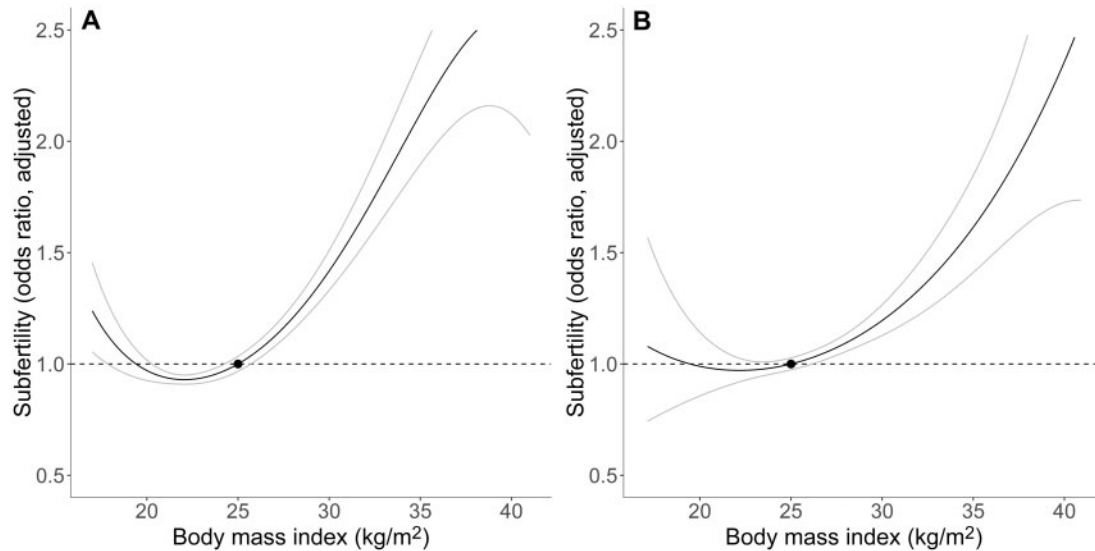 A
Subfertility (odds ratio, adjusted)
2.5
2.0
1.5
1.0
0.5
20 25 30 35 40
Body mass index (kg/m²)
B
Subfertility (odds ratio, adjusted)
2.5
2.0
1.5
1.0
0.5
20 25 30 35 40
Body mass index (kg/m²)